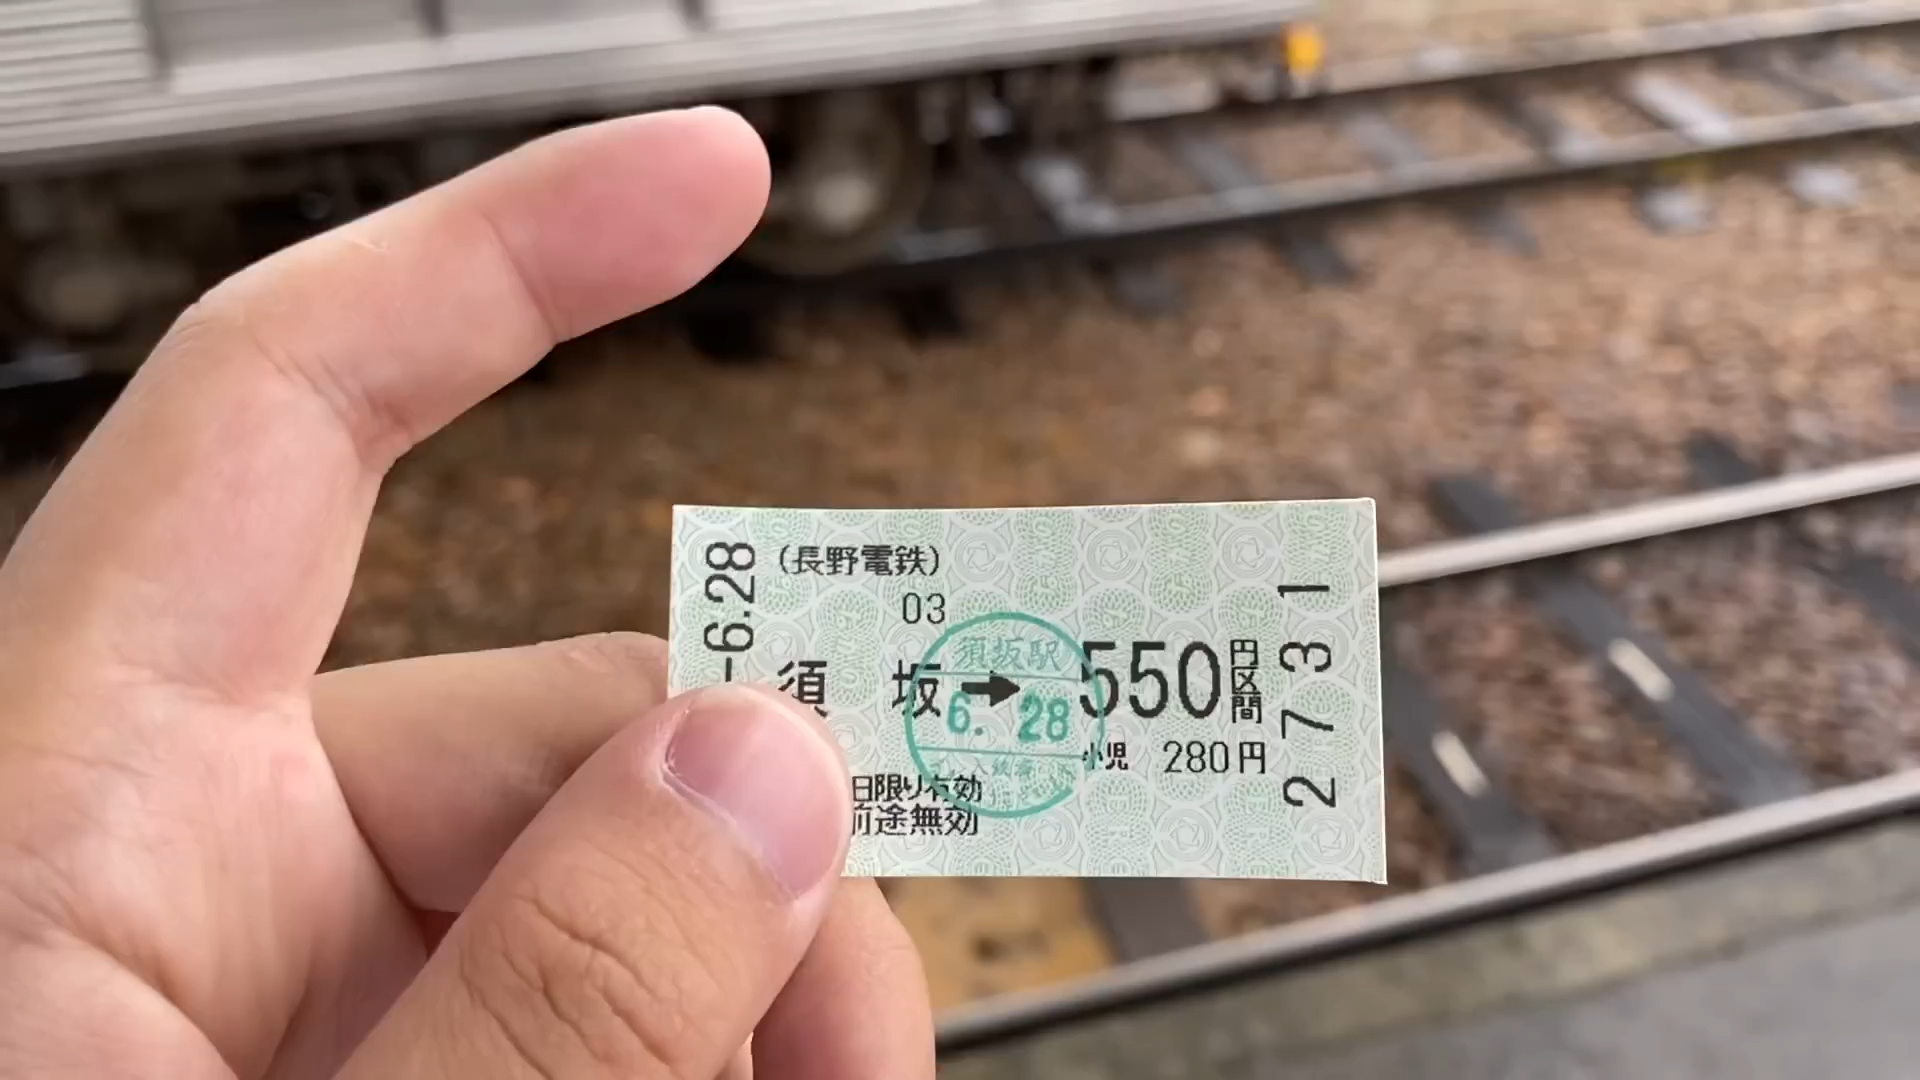 -6.28
(長野電鉄)
03
須 坂 → 550円区間
小児 280円
日限り有効
前途無効
2731
須坂駅
6. 28